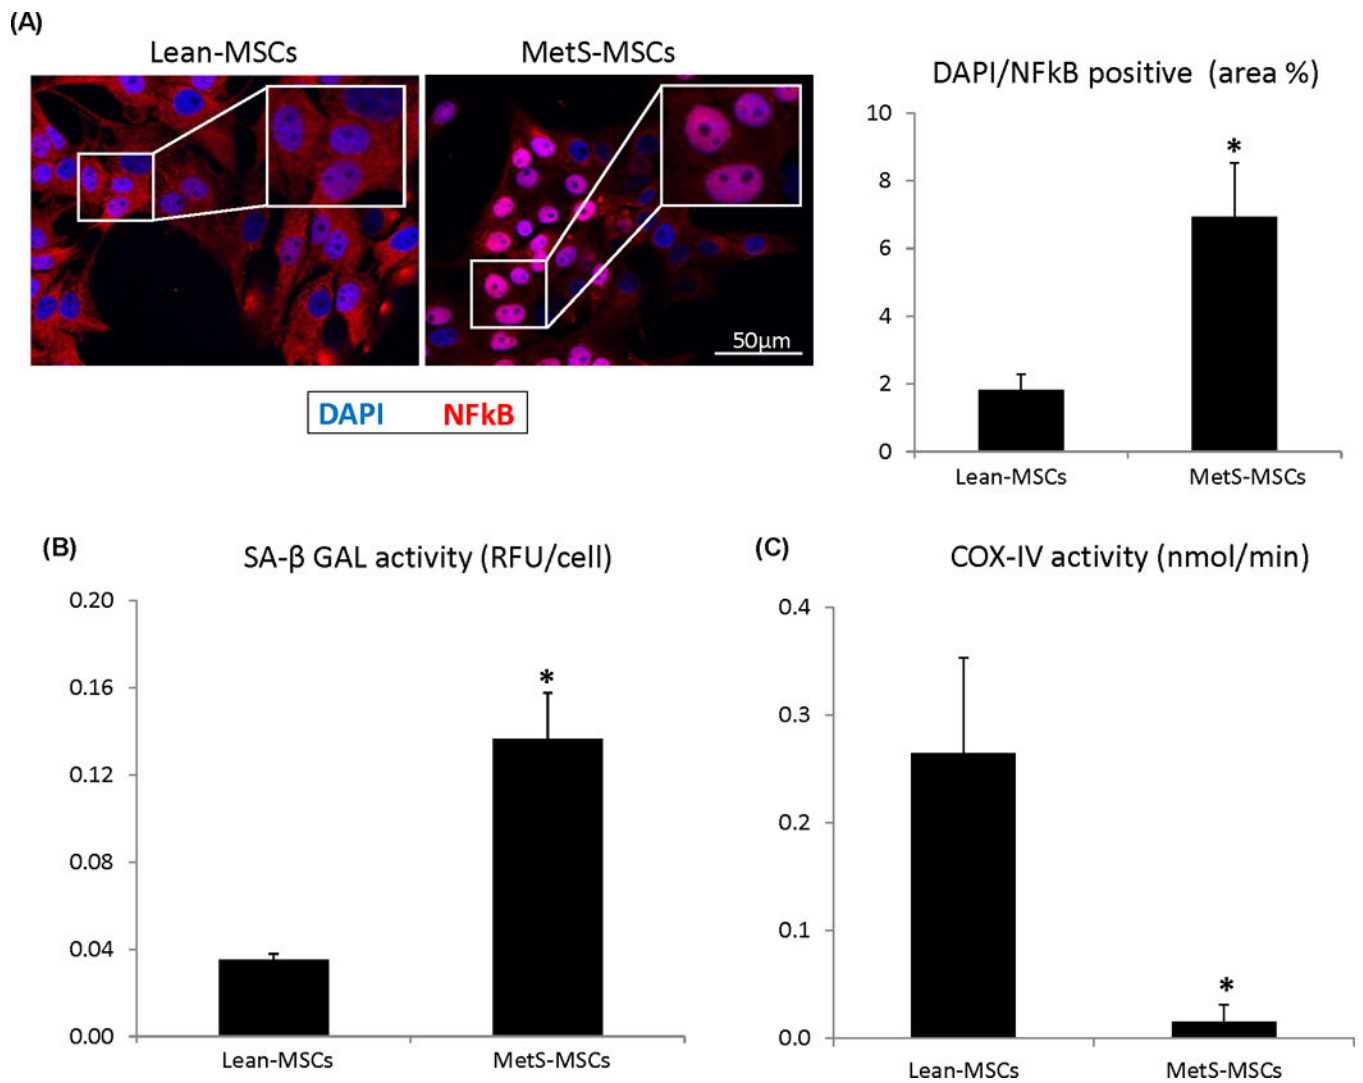 (A)
Lean-MSCs
MetS-MSCs
50µm
DAPI NFkB
DAPI/NFkB positive (area %)
10
8
6
4
2
0
*
Lean-MSCs
MetS-MSCs
(B)
SA-β GAL activity (RFU/cell)
0.20
0.16
0.12
0.08
0.04
0.00
*
Lean-MSCs
MetS-MSCs
(C)
COX-IV activity (nmol/min)
0.4
0.3
0.2
0.1
0.0
*
Lean-MSCs
MetS-MSCs